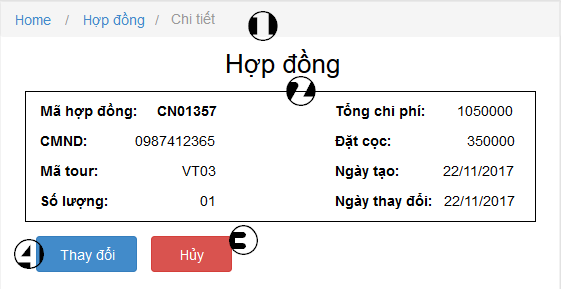 Home / Hợp đồng / Chi tiết
1
Hợp đồng
2
Mã hợp đồng: CN01357 Tổng chi phí: 1050000
CMND: 0987412365 Đặt cọc: 350000
Mã tour: VT03 Ngày tạo: 22/11/2017
Số lượng: 01 Ngày thay đổi: 22/11/2017
3
4 Thay đổi Hủy